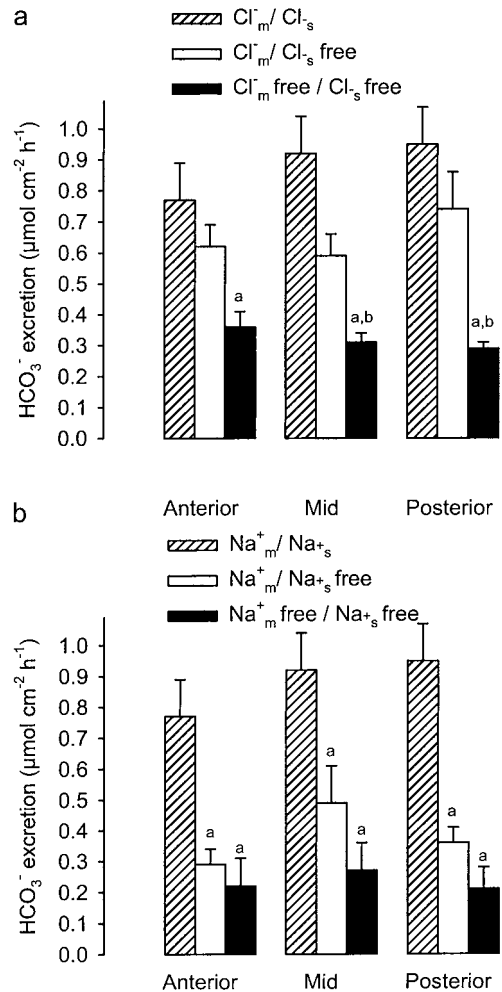 a
Cl⁻m/ Cl-s
Cl⁻m/ Cl-s free
Cl⁻m free / Cl-s free
HCO₃⁻ excretion (µmol cm⁻² h⁻¹)
1.0
0.9
0.8
0.7
0.6
0.5
0.4
0.3
0.2
0.1
0.0
a
a,b
a,b
Anterior Mid Posterior
b
Na⁺m/ Na+s
Na⁺m/ Na+s free
Na⁺m free / Na+s free
HCO₃⁻ excretion (µmol cm⁻² h⁻¹)
1.0
0.9
0.8
0.7
0.6
0.5
0.4
0.3
0.2
0.1
0.0
a a
a a
a a
Anterior Mid Posterior